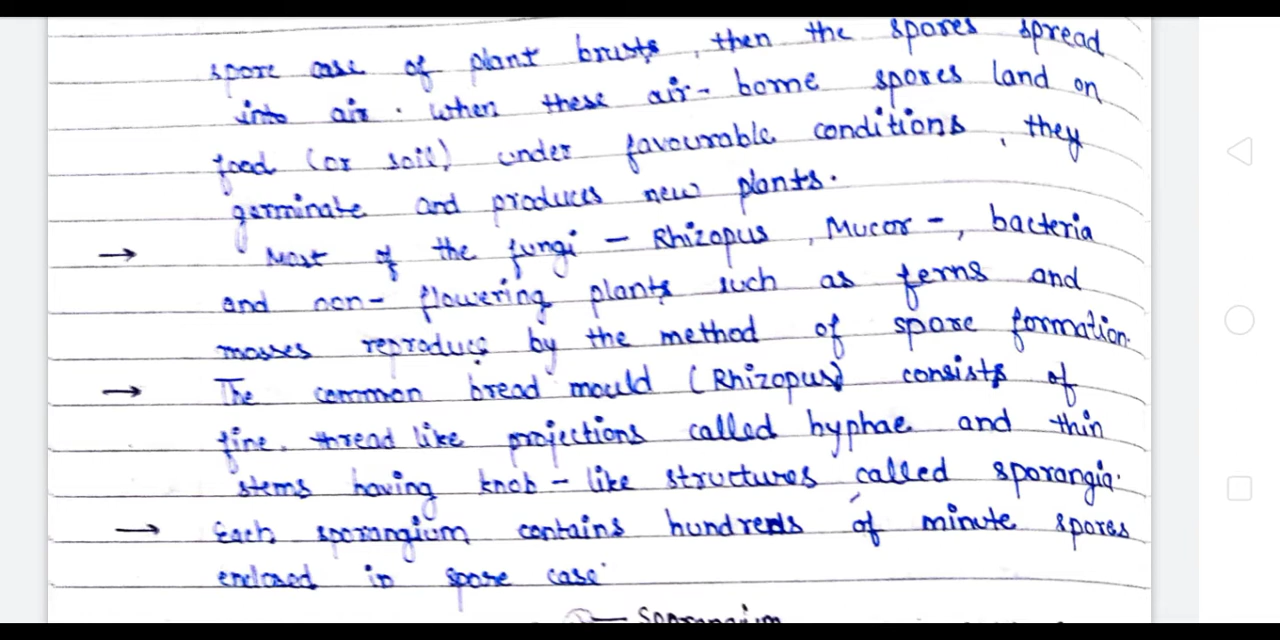 spore case of plant brusts, then the spores spread
into air. When these air-borne spores land on
food (or soil) under favourable conditions, they
germinate and produces new plants.
→ Most of the fungi - Rhizopus, Mucor -, bacteria
and non-flowering plants such as ferns and
mosses reproduce by the method of spore formation.
→ The common bread mould (Rhizopus) consists of
fine, thread like projections called hyphae and thin
stems having knob-like structures called sporangia.
→ Each sporangium contains hundreds of minute spores
enclosed in spore case.
Sporangium